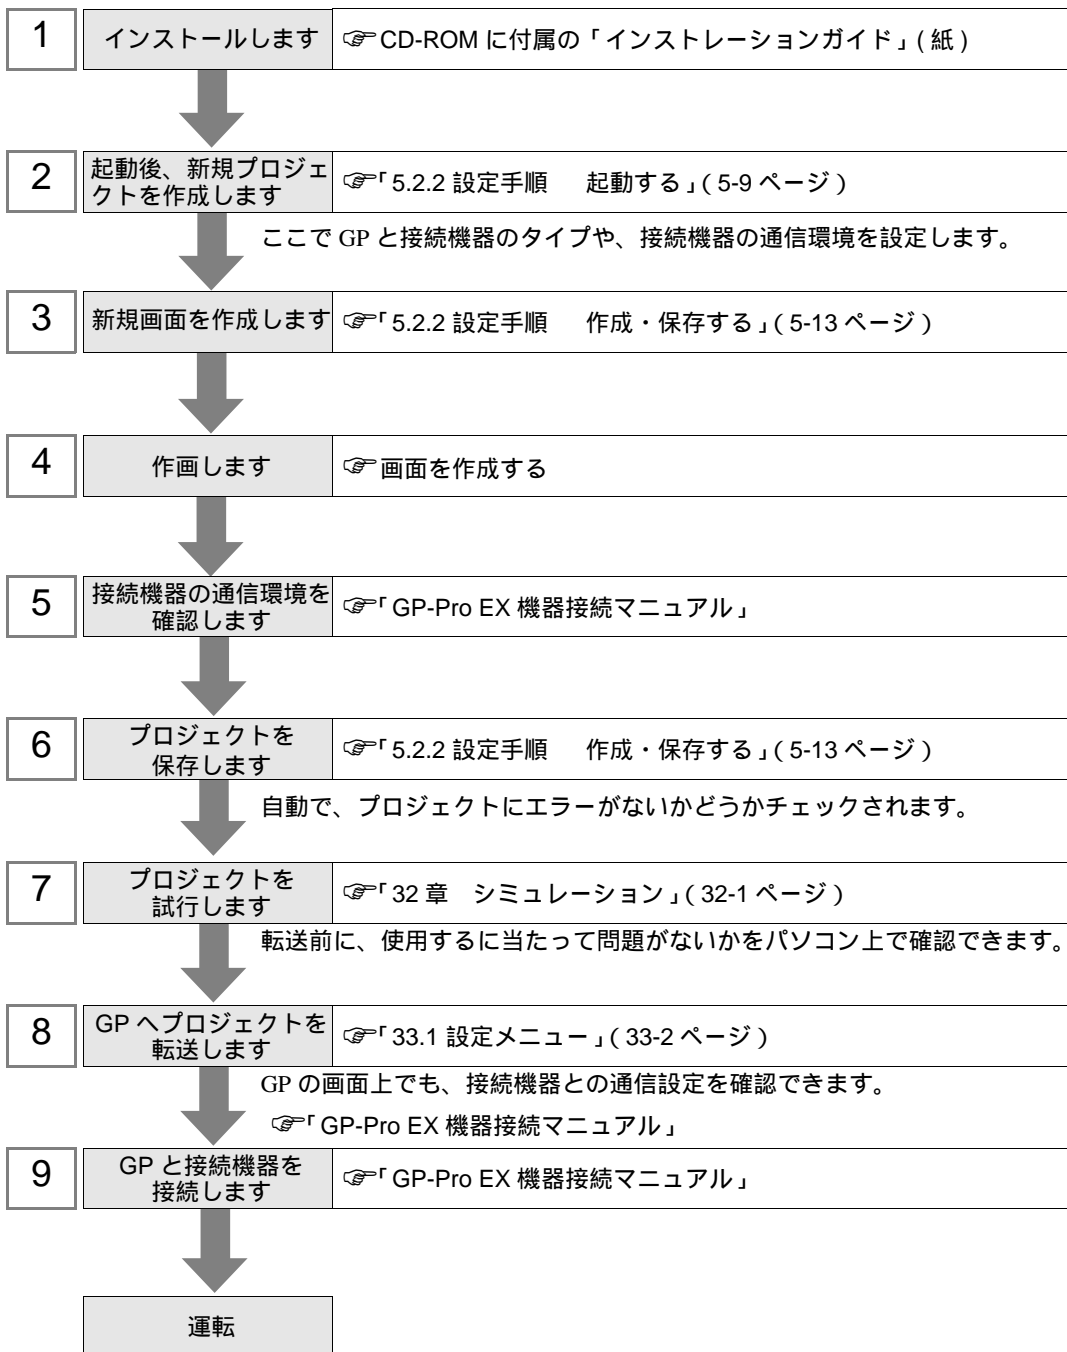 1
インストールします
☞CD-ROM に付属の「インストレーションガイド」( 紙 )
2
起動後、新規プロジェ
クトを作成します
☞「5.2.2 設定手順　起動する」( 5-9 ページ )
ここで GP と接続機器のタイプや、接続機器の通信環境を設定します。
3
新規画面を作成します
☞「5.2.2 設定手順　作成・保存する」( 5-13 ページ )
4
作画します
☞画面を作成する
5
接続機器の通信環境を
確認します
☞「GP-Pro EX 機器接続マニュアル」
6
プロジェクトを
保存します
☞「5.2.2 設定手順　作成・保存する」( 5-13 ページ )
自動で、プロジェクトにエラーがないかどうかチェックされます。
7
プロジェクトを
試行します
☞「32 章　シミュレーション」( 32-1 ページ )
転送前に、使用するに当たって問題がないかをパソコン上で確認できます。
8
GP へプロジェクトを
転送します
☞「33.1 設定メニュー」( 33-2 ページ )
GP の画面上でも、接続機器との通信設定を確認できます。
☞「GP-Pro EX 機器接続マニュアル」
9
GP と接続機器を
接続します
☞「GP-Pro EX 機器接続マニュアル」
運転